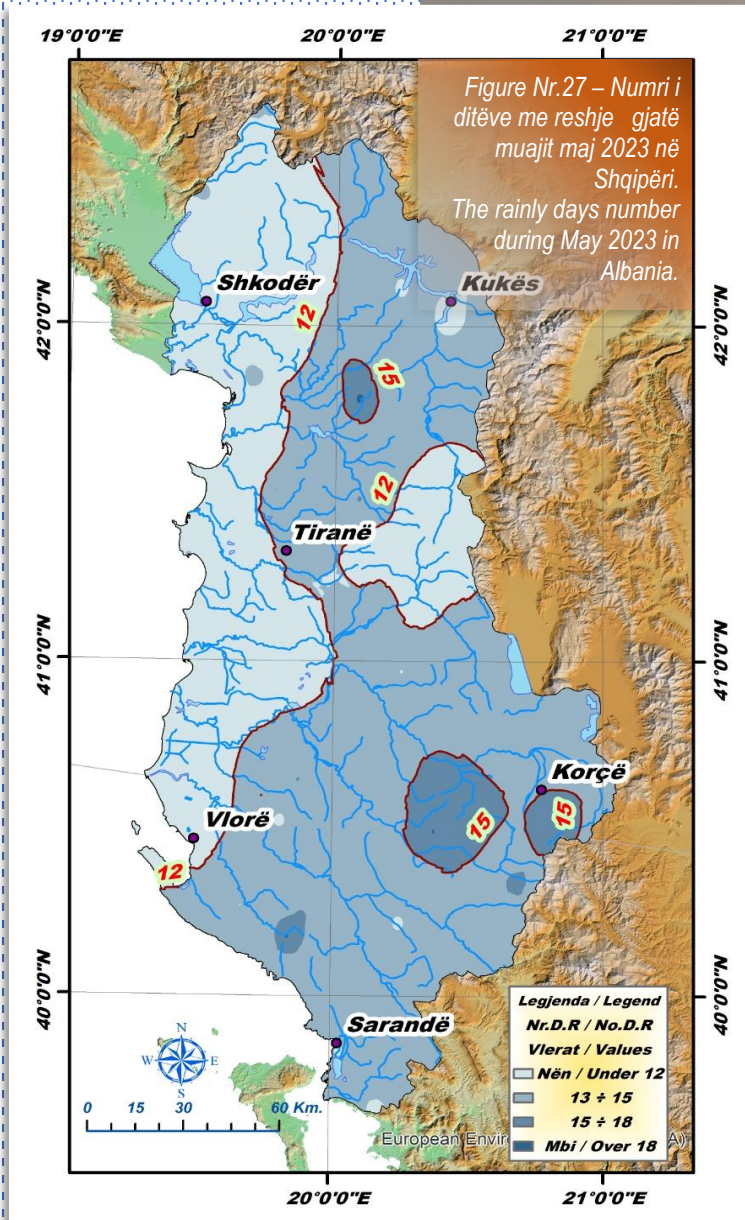 19°0'0"E 20°0'0"E 21°0'0"E
Figure Nr.27 – Numri i
ditëve me reshje gjatë
muajit maj 2023 në
Shqipëri.
The rainly days number
during May 2023 in
Albania.
Shkodër
Kukës
12
42°0'0"N 42°0'0"N
15
12
Tiranë
41°0'0"N 41°0'0"N
Korçë
15
15
Vlorë
12
40°0'0"N 40°0'0"N
Sarandë
N
W E
S
0 15 30 60 Km.
Legjenda / Legend
Nr.D.R / No.D.R
Vlerat / Values
Nën / Under 12
13 ÷ 15
15 ÷ 18
Mbi / Over 18
European A)
20°0'0"E 21°0'0"E